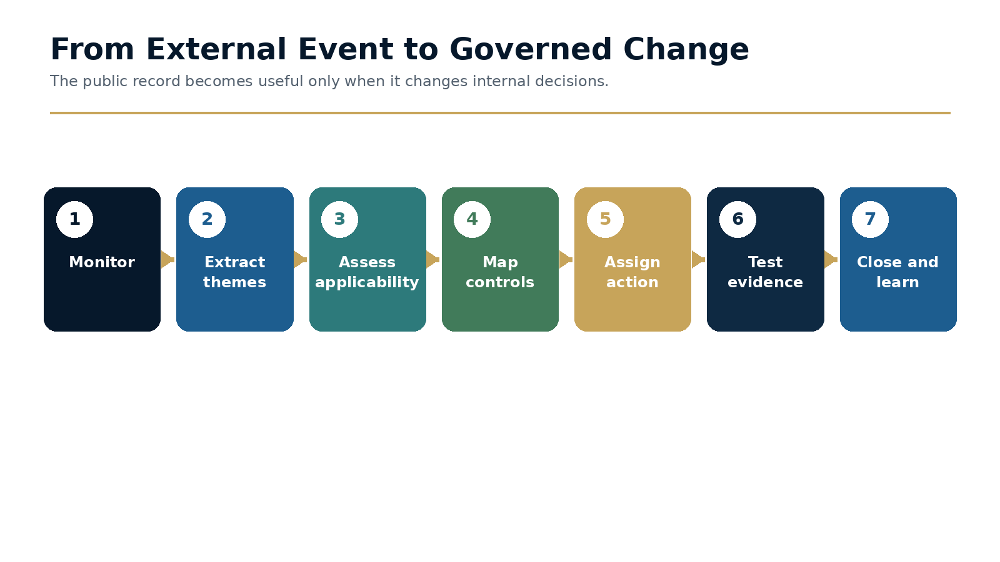 From External Event to Governed Change
The public record becomes useful only when it changes internal decisions.
1
Monitor
2
Extract
themes
3
Assess
applicability
4
Map
controls
5
Assign
action
6
Test
evidence
7
Close and
learn